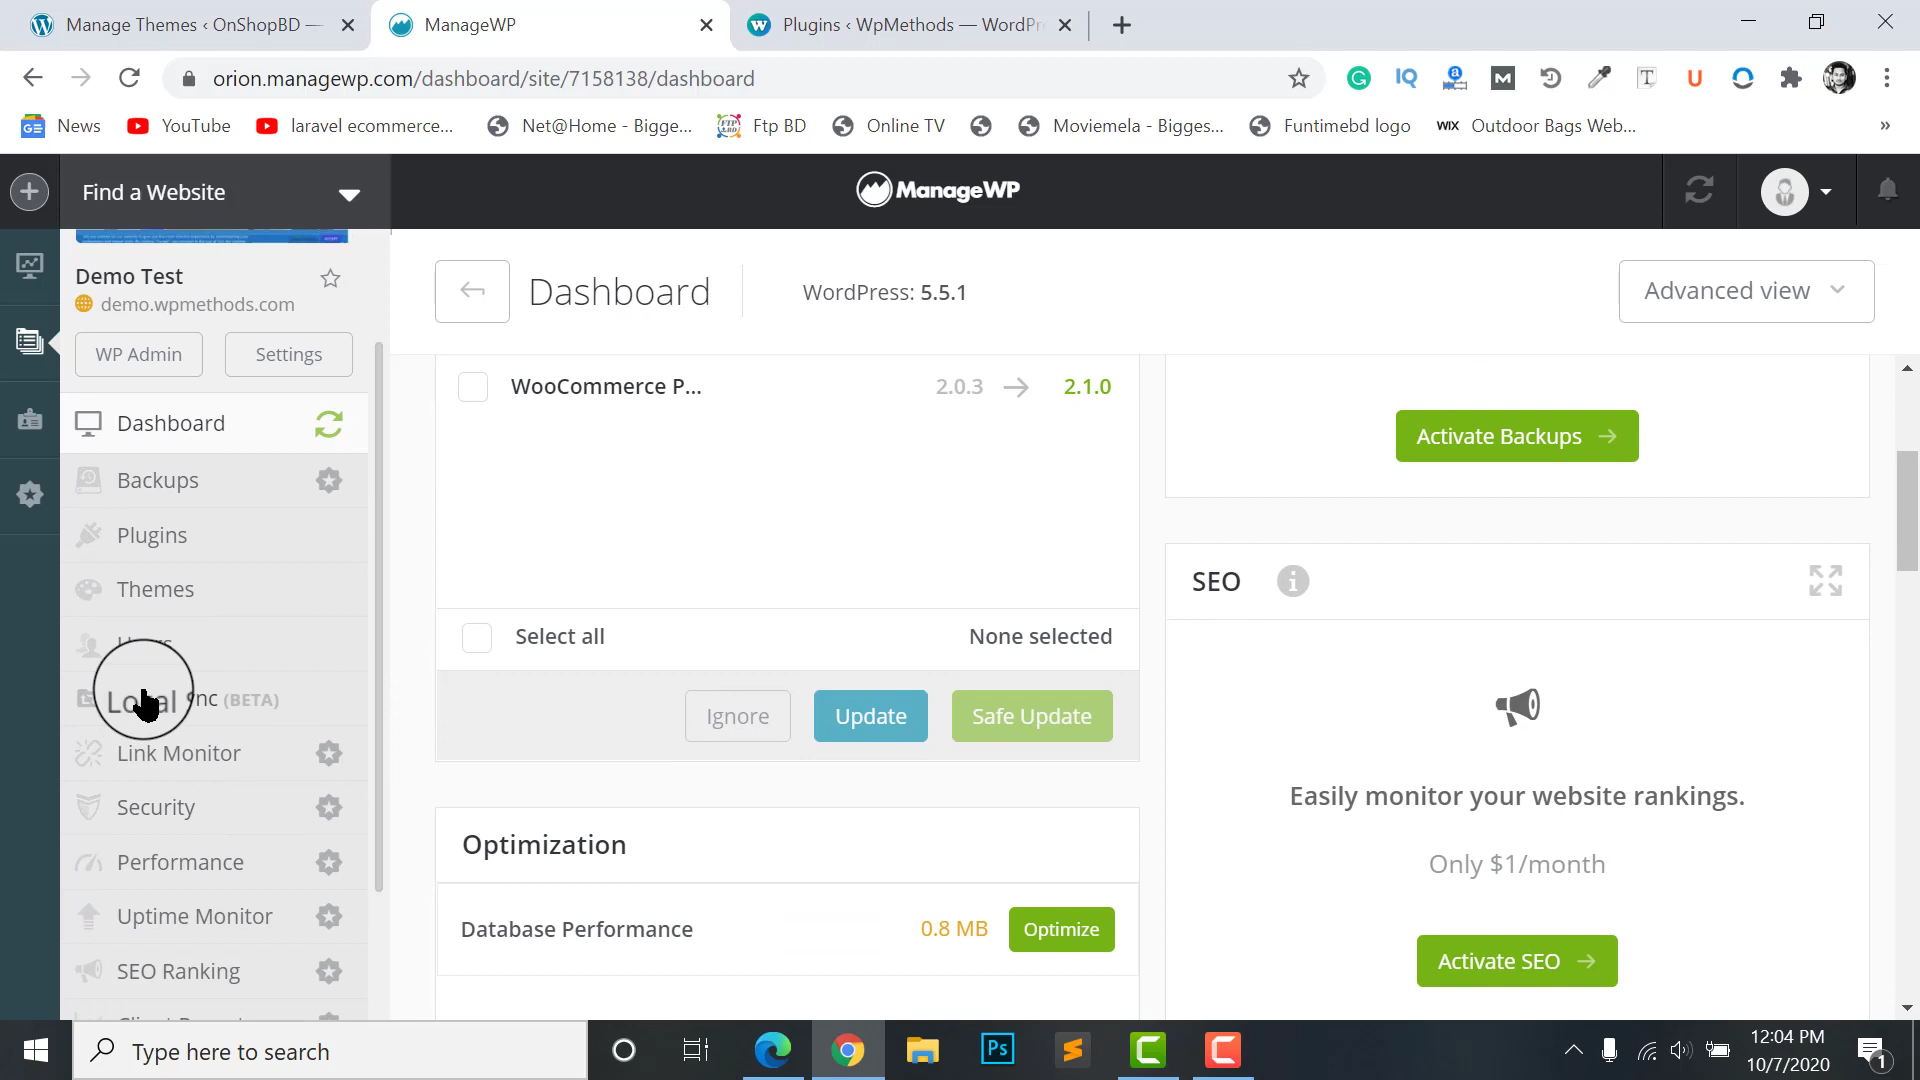 Manage Themes ‹ OnShopBD —
ManageWP
Plugins ‹ WpMethods — WordPr
orion.managewp.com/dashboard/site/7158138/dashboard
News
YouTube
laravel ecommerce...
Net@Home - Bigge...
Ftp BD
Online TV
Moviemela - Bigges...
Funtimebd logo
WIX Outdoor Bags Web...
»
Find a Website
ManageWP
Demo Test
demo.wpmethods.com
WP Admin
Settings
Dashboard
Backups
Plugins
Themes
Link Monitor
Security
Performance
Uptime Monitor
SEO Ranking
(BETA)
Dashboard
WordPress: 5.5.1
Advanced view
WooCommerce P... 2.0.3 → 2.1.0
Select all
None selected
Ignore
Update
Safe Update
Optimization
Database Performance 0.8 MB Optimize
Activate Backups →
SEO
Easily monitor your website rankings.
Only $1/month
Activate SEO →
Type here to search
Ps
12:04 PM
10/7/2020
1